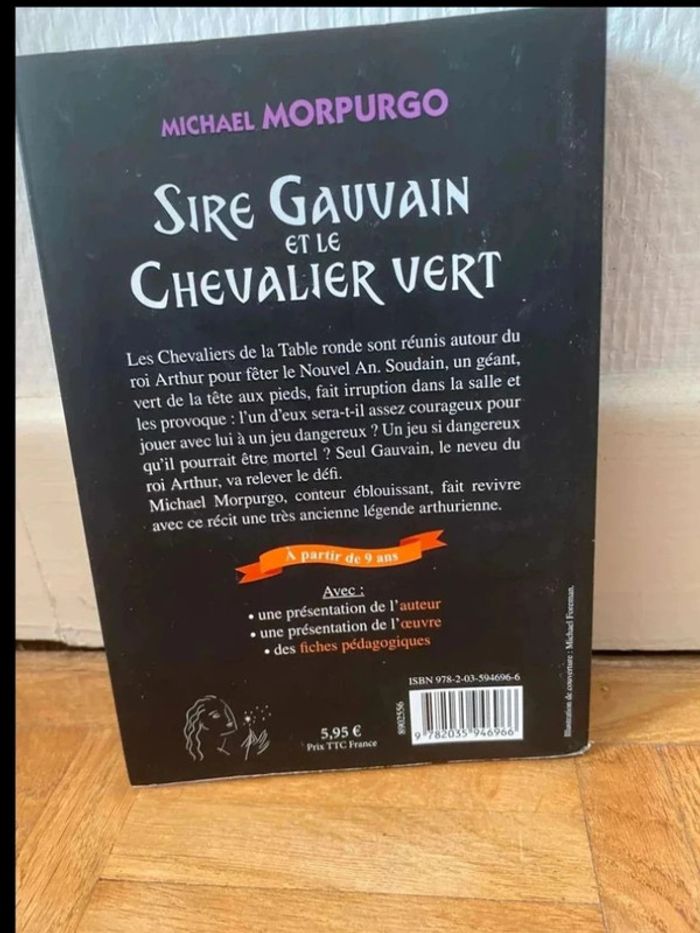 MICHAEL MORPURGO
SIRE GAUVAIN
ET LE
CHEVALIER VERT
Les Chevaliers de la Table ronde sont réunis autour du
roi Arthur pour fêter le Nouvel An. Soudain, un géant,
vert de la tête aux pieds, fait irruption dans la salle et
les provoque : l'un d'eux sera-t-il assez courageux pour
jouer avec lui à un jeu dangereux ? Un jeu si dangereux
qu'il pourrait être mortel ? Seul Gauvain, le neveu du
roi Arthur, va relever le défi.
Michael Morpurgo, conteur éblouissant, fait revivre
avec ce récit une très ancienne légende arthurienne.
À partir de 9 ans
Avec :
• une présentation de l'auteur
• une présentation de l'œuvre
• des fiches pédagogiques
ISBN 978-2-03-594696-6
8902556
9 782035 946966
5,95 €
Prix TTC France
Illustration de couverture : Michael Foreman.